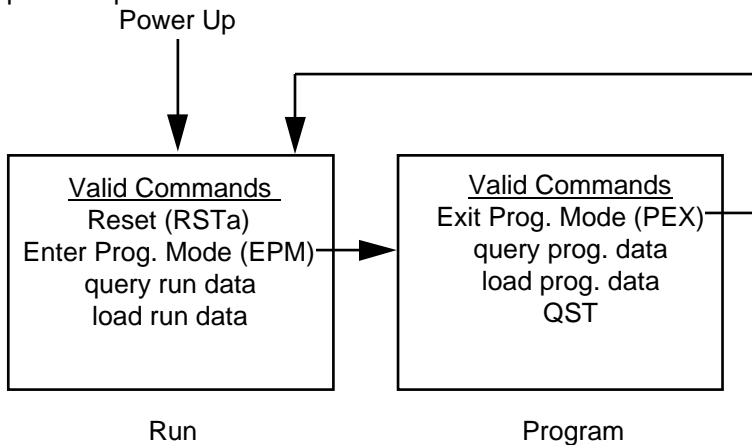 Power Up
Valid Commands
Reset (RSTa)
Enter Prog. Mode (EPM)
query run data
load run data
Run
Valid Commands
Exit Prog. Mode (PEX)
query prog. data
load prog. data
QST
Program